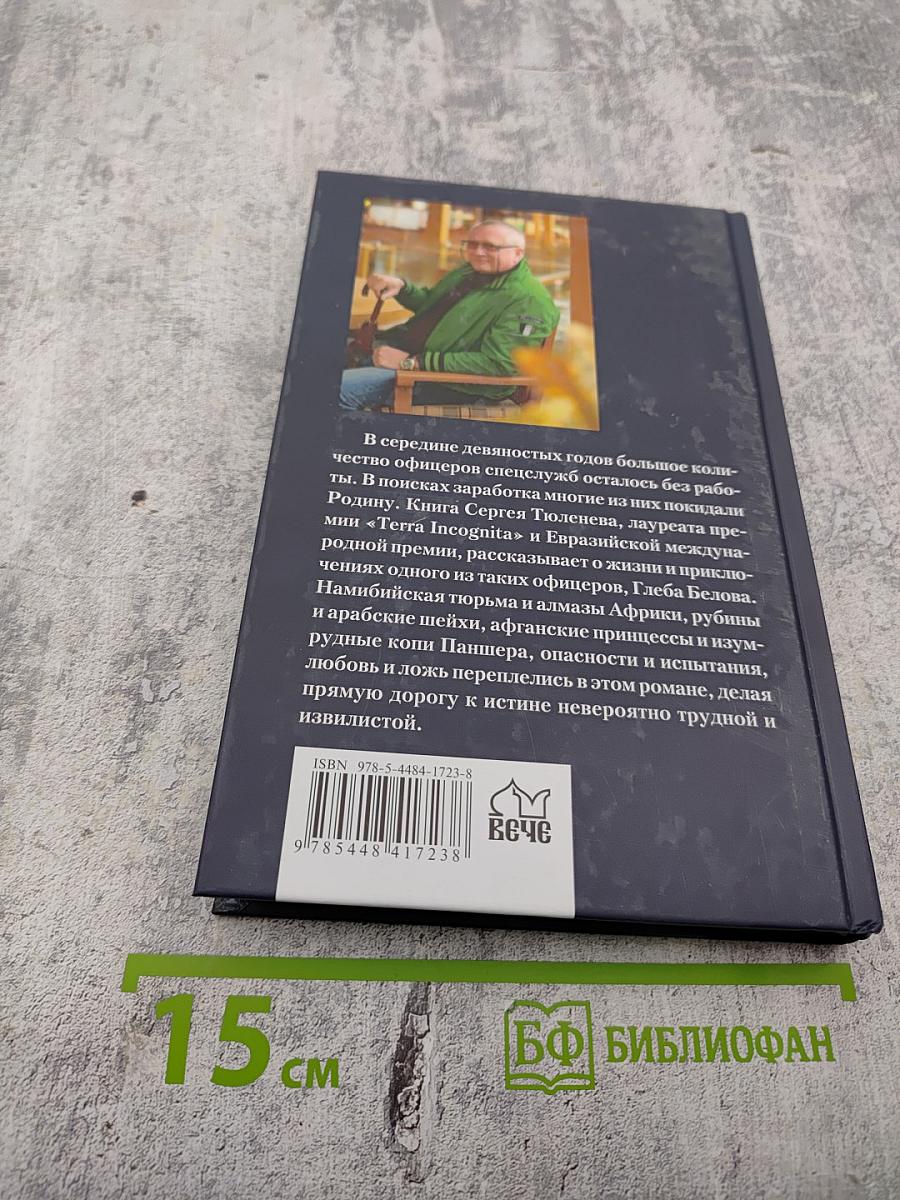 В середине девяностых годов большое коли-
чество офицеров спецслужб осталось без рабо-
ты. В поисках заработка многие из них покидали
Родину. Книга Сергея Тюленева, лауреата пре-
мии «Terra Incognita» и Евразийской междуна-
родной премии, рассказывает о жизни и приклю-
чениях одного из таких офицеров, Глеба Белова.
Намибийская тюрьма и алмазы Африки, рубины
и арабские шейхи, афганские принцессы и изум-
рудные копи Паншера, опасности и испытания,
любовь и ложь переплелись в этом романе, делая
прямую дорогу к истине невероятно трудной и
извилистой.
ISBN 978-5-4484-1723-8
9 785448 417238
ВЕЧЕ
15 см
БФ БИБЛИОФАН